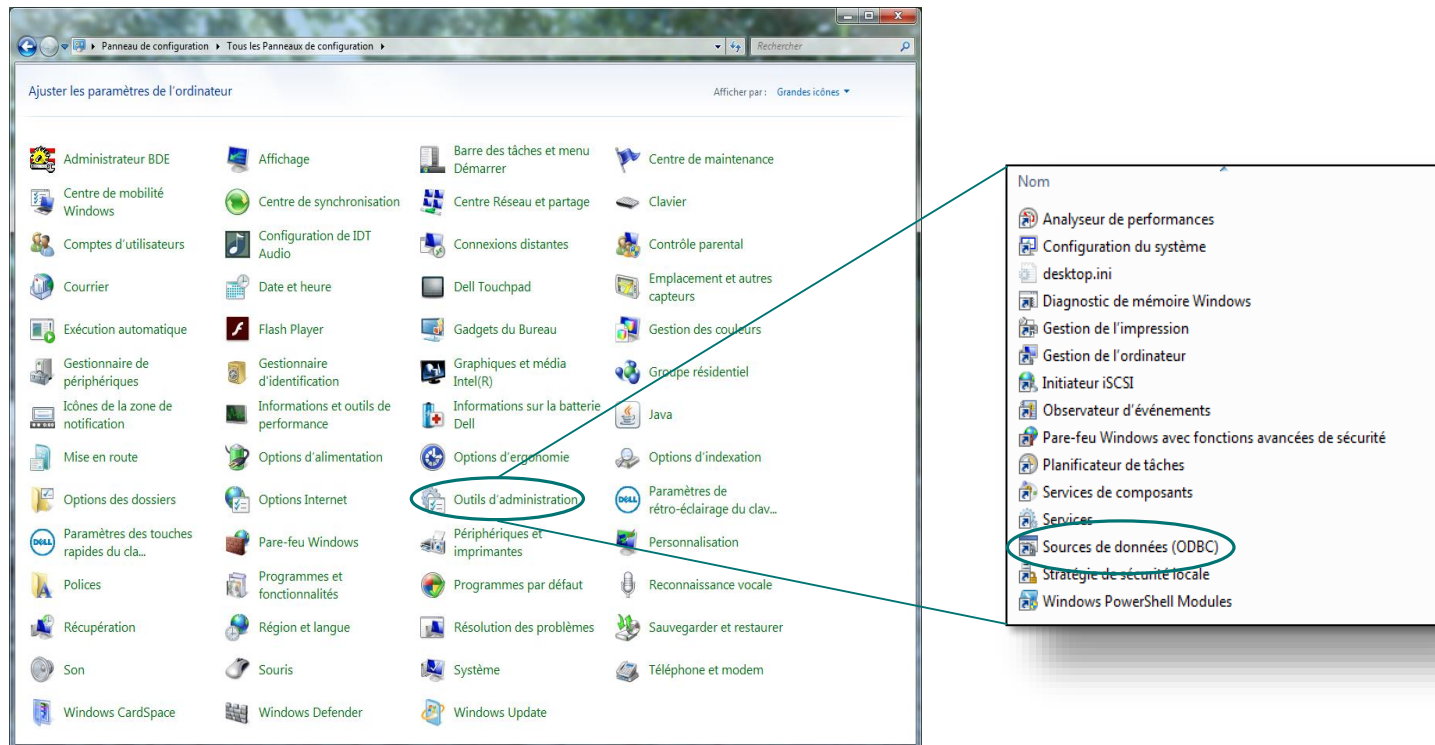 Panneau de configuration
Tous les Panneaux de configuration
Rechercher
Ajuster les paramètres de l'ordinateur
Afficher par : Grandes icônes
Administrateur BDE
Affichage
Barre des tâches et menu
Démarrer
Centre de maintenance
Centre de mobilité
Windows
Centre de synchronisation
Centre Réseau et partage
Clavier
Comptes d'utilisateurs
Configuration de IDT
Audio
Connexions distantes
Contrôle parental
Courrier
Date et heure
Dell Touchpad
Emplacement et autres
capteurs
Exécution automatique
Flash Player
Gadgets du Bureau
Gestion des couleurs
Gestionnaire de
périphériques
Gestionnaire
d'identification
Graphiques et média
Intel(R)
Groupe résidentiel
Icônes de la zone de
notification
Informations et outils de
performance
Informations sur la batterie
Dell
Java
Mise en route
Options d'alimentation
Options d'ergonomie
Options d'indexation
Options des dossiers
Options Internet
Outils d'administration
DELL
Paramètres de
rétro-éclairage du clav...
DELL
Paramètres des touches
rapides du cla...
Pare-feu Windows
Périphériques et
imprimantes
Personnalisation
Polices
Programmes et
fonctionnalités
Programmes par défaut
Reconnaissance vocale
Récupération
Région et langue
Résolution des problèmes
Sauvegarder et restaurer
Son
Souris
Système
Téléphone et modem
Windows CardSpace
Windows Defender
Windows Update
Nom
Analyseur de performances
Configuration du système
desktop.ini
Diagnostic de mémoire Windows
Gestion de l'impression
Gestion de l'ordinateur
Initiateur iSCSI
Observateur d'événements
Pare-feu Windows avec fonctions avancées de sécurité
Planificateur de tâches
Services de composants
Services
Sources de données (ODBC)
Stratégie de sécurité locale
Windows PowerShell Modules